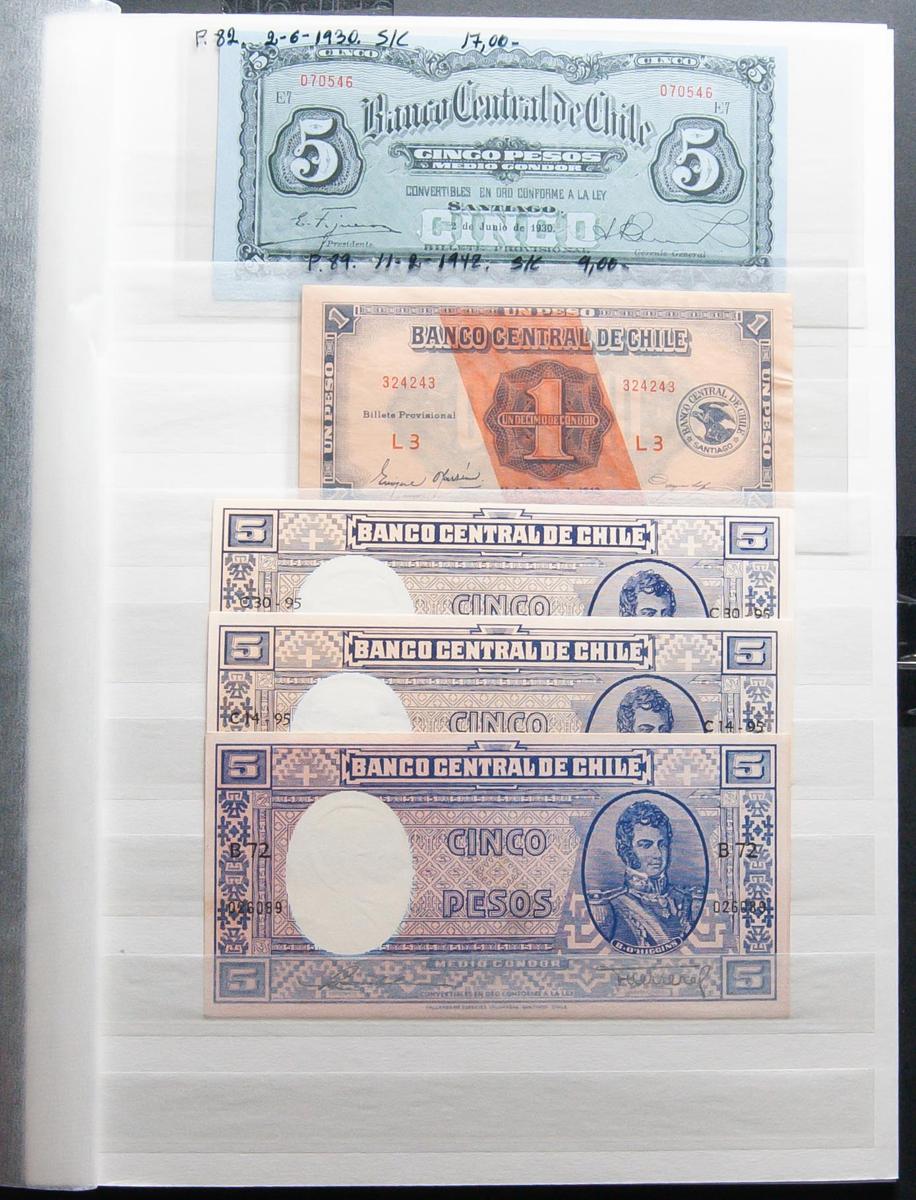 P. 82. 2-6-1930. S/C 17,00-
CINCO CINCO
5 5
070546 070546
E7 E7
Banco Central de Chile
5 5
CINCO PESOS
MEDIO CONDOR
CONVERTIBLES EN ORO CONFORME A LA LEY
SANTIAGO
CINCO
2 de Junio de 1930.
Presidente Gerente General
BILLETE PROVISIONAL
P. 89. 11-2-1942. S/C 9,00-
1 UN PESO 1
BANCO CENTRAL DE CHILE
UN PESO UN PESO
324243 324243
1
Billete Provisional
UN DECIMO DE CONDOR
BANCO CENTRAL DE CHILE
SANTIAGO
L3 L3
5 BANCO CENTRAL DE CHILE 5
C30-95 CINCO C30-95
5 BANCO CENTRAL DE CHILE 5
C14-95 CINCO C14-95
5 BANCO CENTRAL DE CHILE 5
CINCO
B 72 B 72
PESOS
026089 026089
B. O'HIGGINS
5 MEDIO CONDOR 5
CONVERTIBLES EN ORO CONFORME A LA LEY